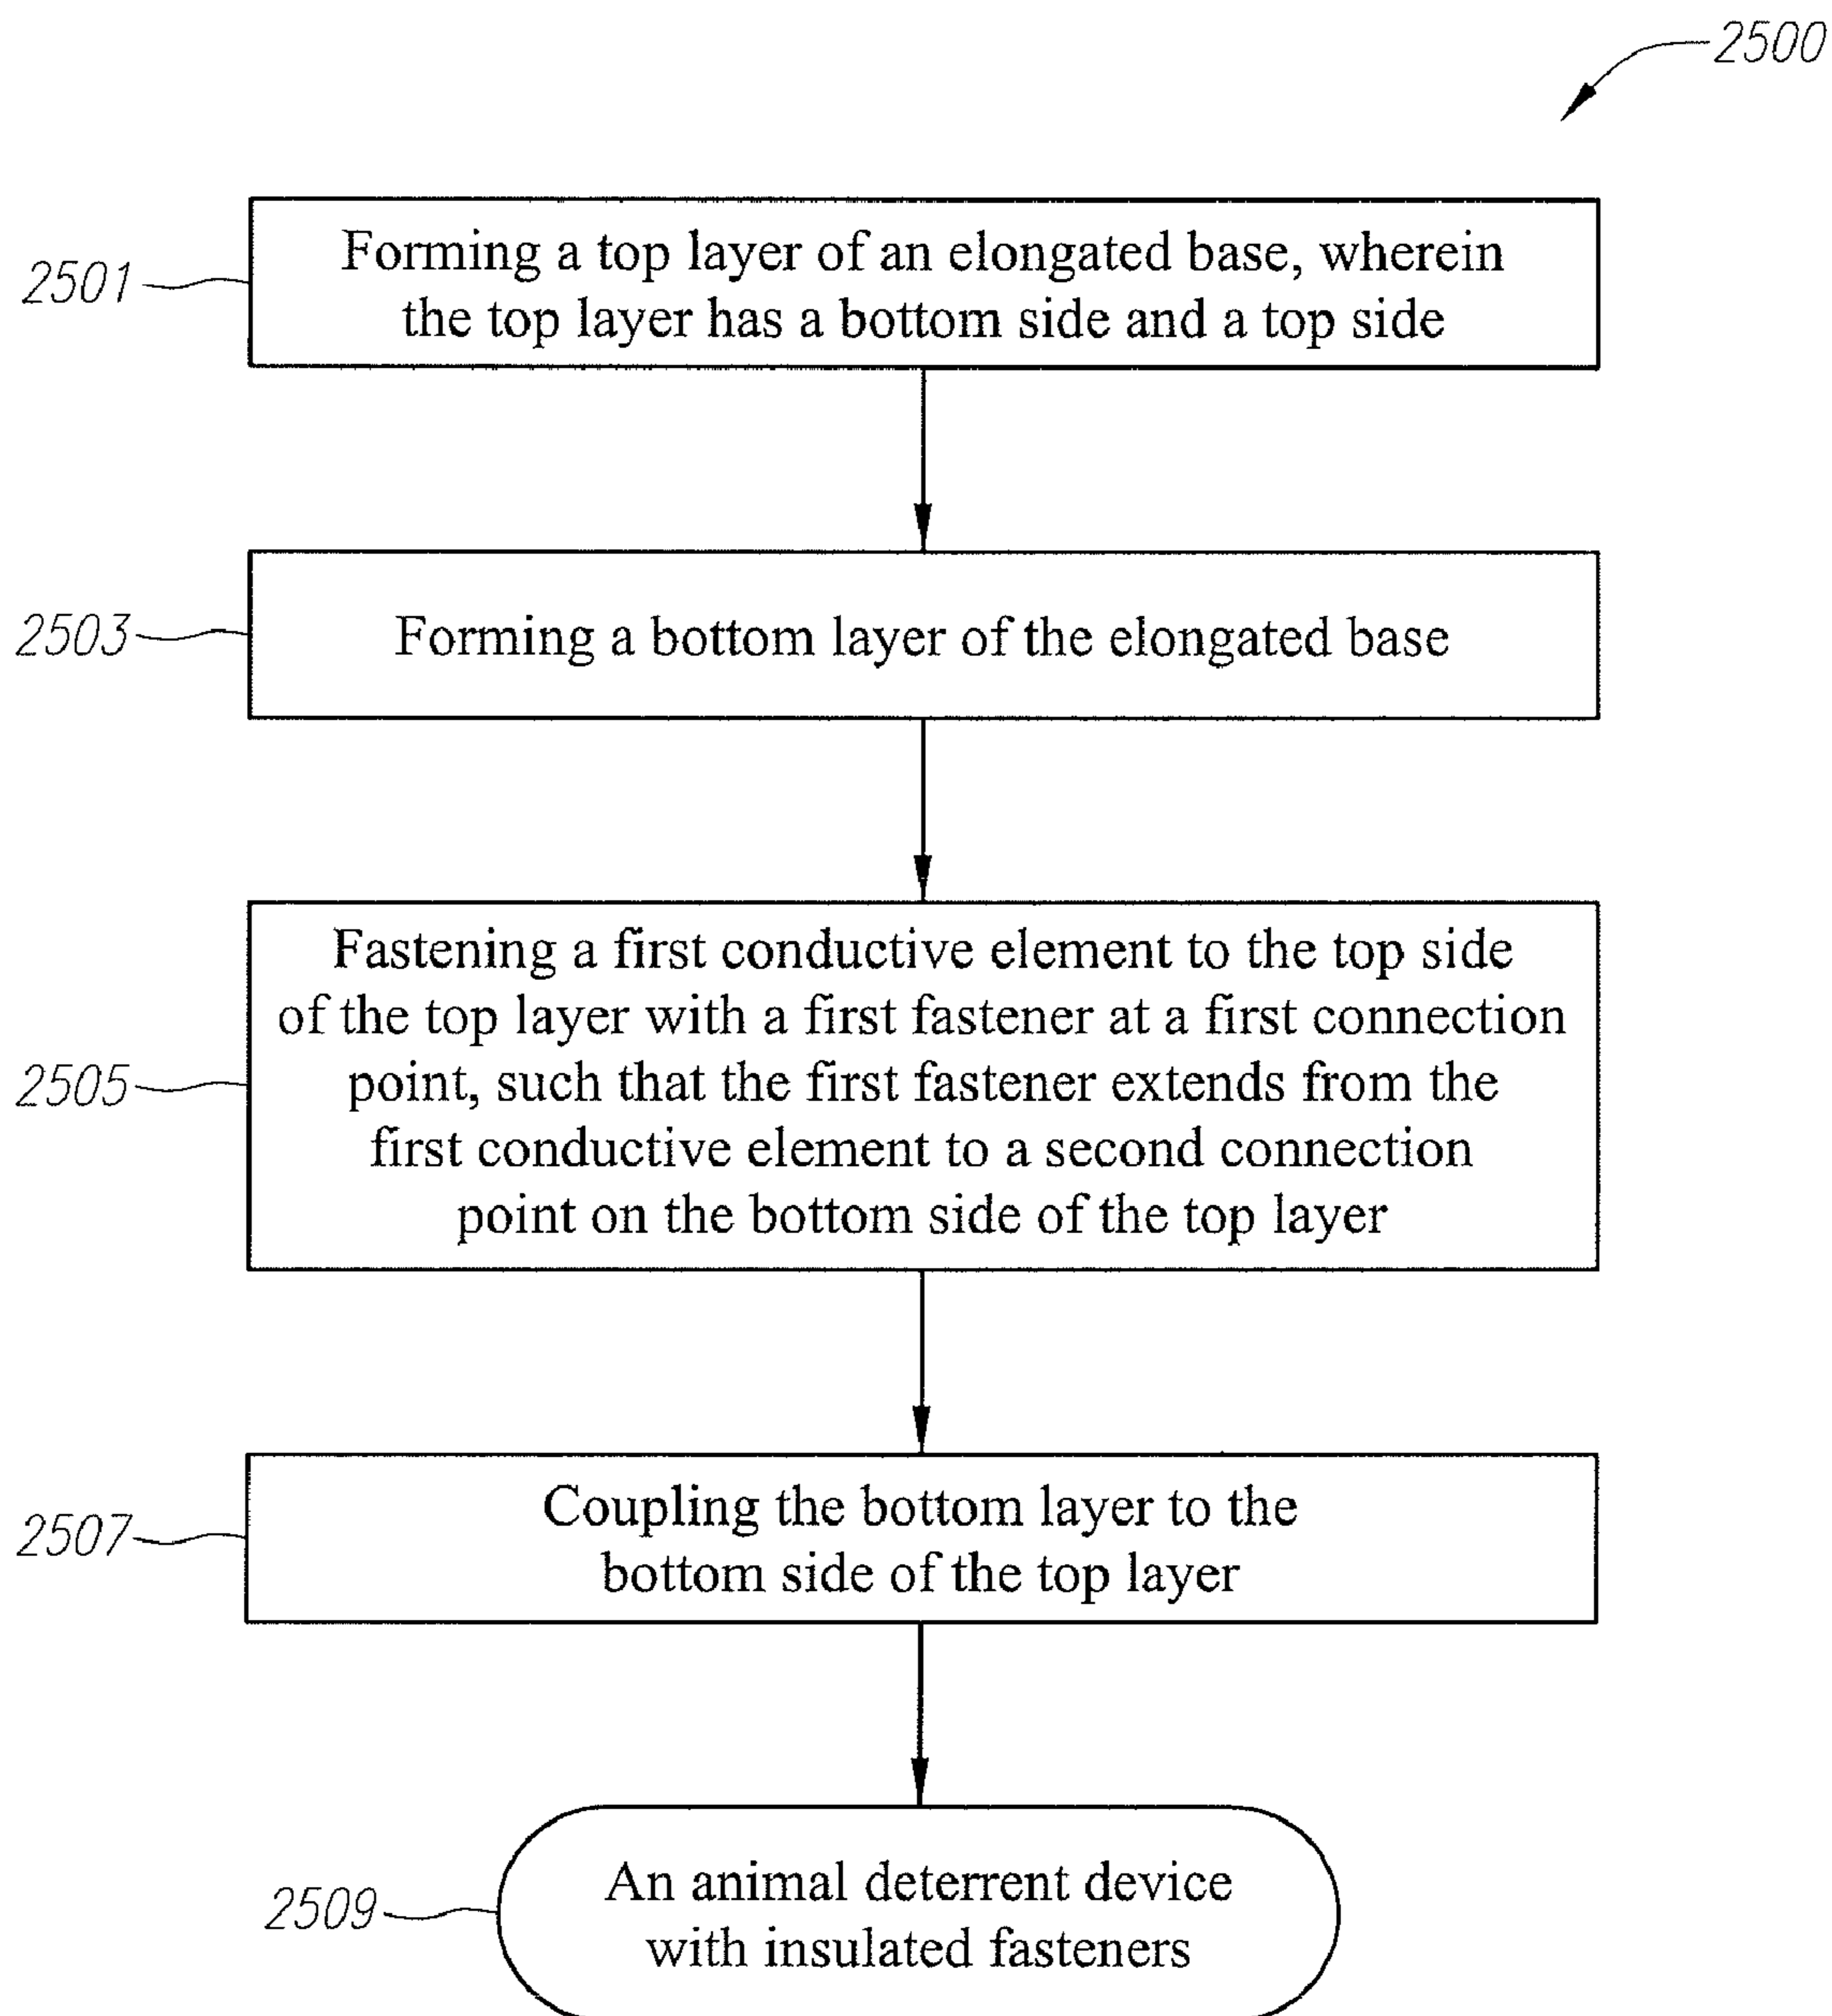 2500
2501
Forming a top layer of an elongated base, wherein
the top layer has a bottom side and a top side
2503
Forming a bottom layer of the elongated base
2505
Fastening a first conductive element to the top side
of the top layer with a first fastener at a first connection
point, such that the first fastener extends from the
first conductive element to a second connection
point on the bottom side of the top layer
2507
Coupling the bottom layer to the
bottom side of the top layer
2509
An animal deterrent device
with insulated fasteners